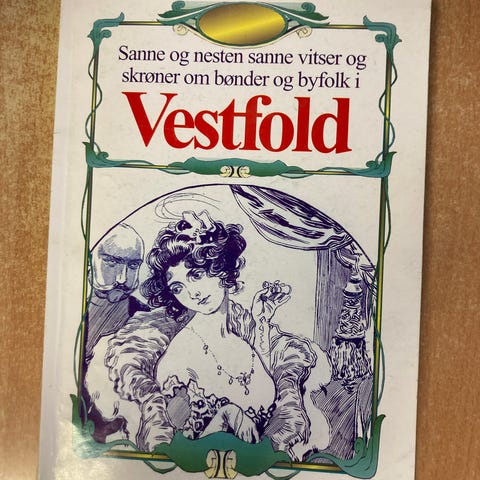 Sanne og nesten sanne vitser og
skrøner om bønder og byfolk i
Vestfold